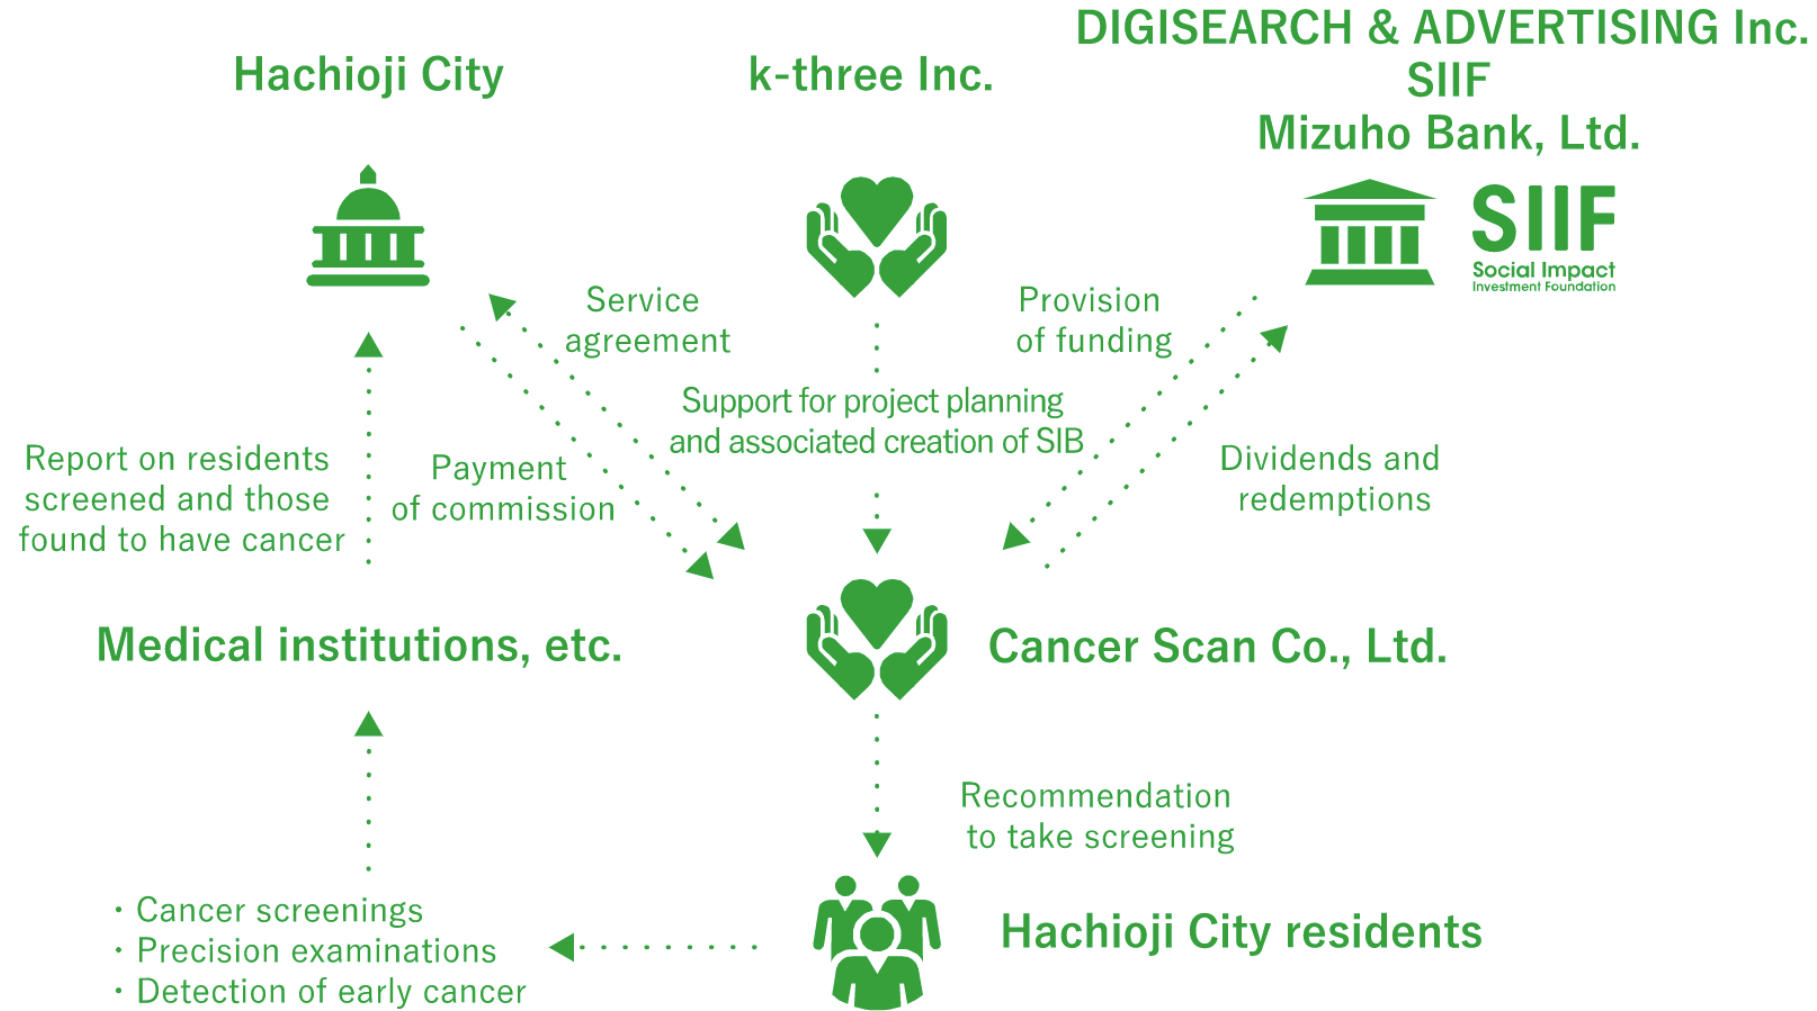 Hachioji City
k-three Inc.
DIGISEARCH & ADVERTISING Inc.
SIIF
Mizuho Bank, Ltd.
SIIF
Social Impact
Investment Foundation
Service
agreement
Provision
of funding
Support for project planning
and associated creation of SIB
Report on residents
screened and those
found to have cancer
Payment
of commission
Dividends and
redemptions
Medical institutions, etc.
Cancer Scan Co., Ltd.
Recommendation
to take screening
・Cancer screenings
・Precision examinations
・Detection of early cancer
Hachioji City residents